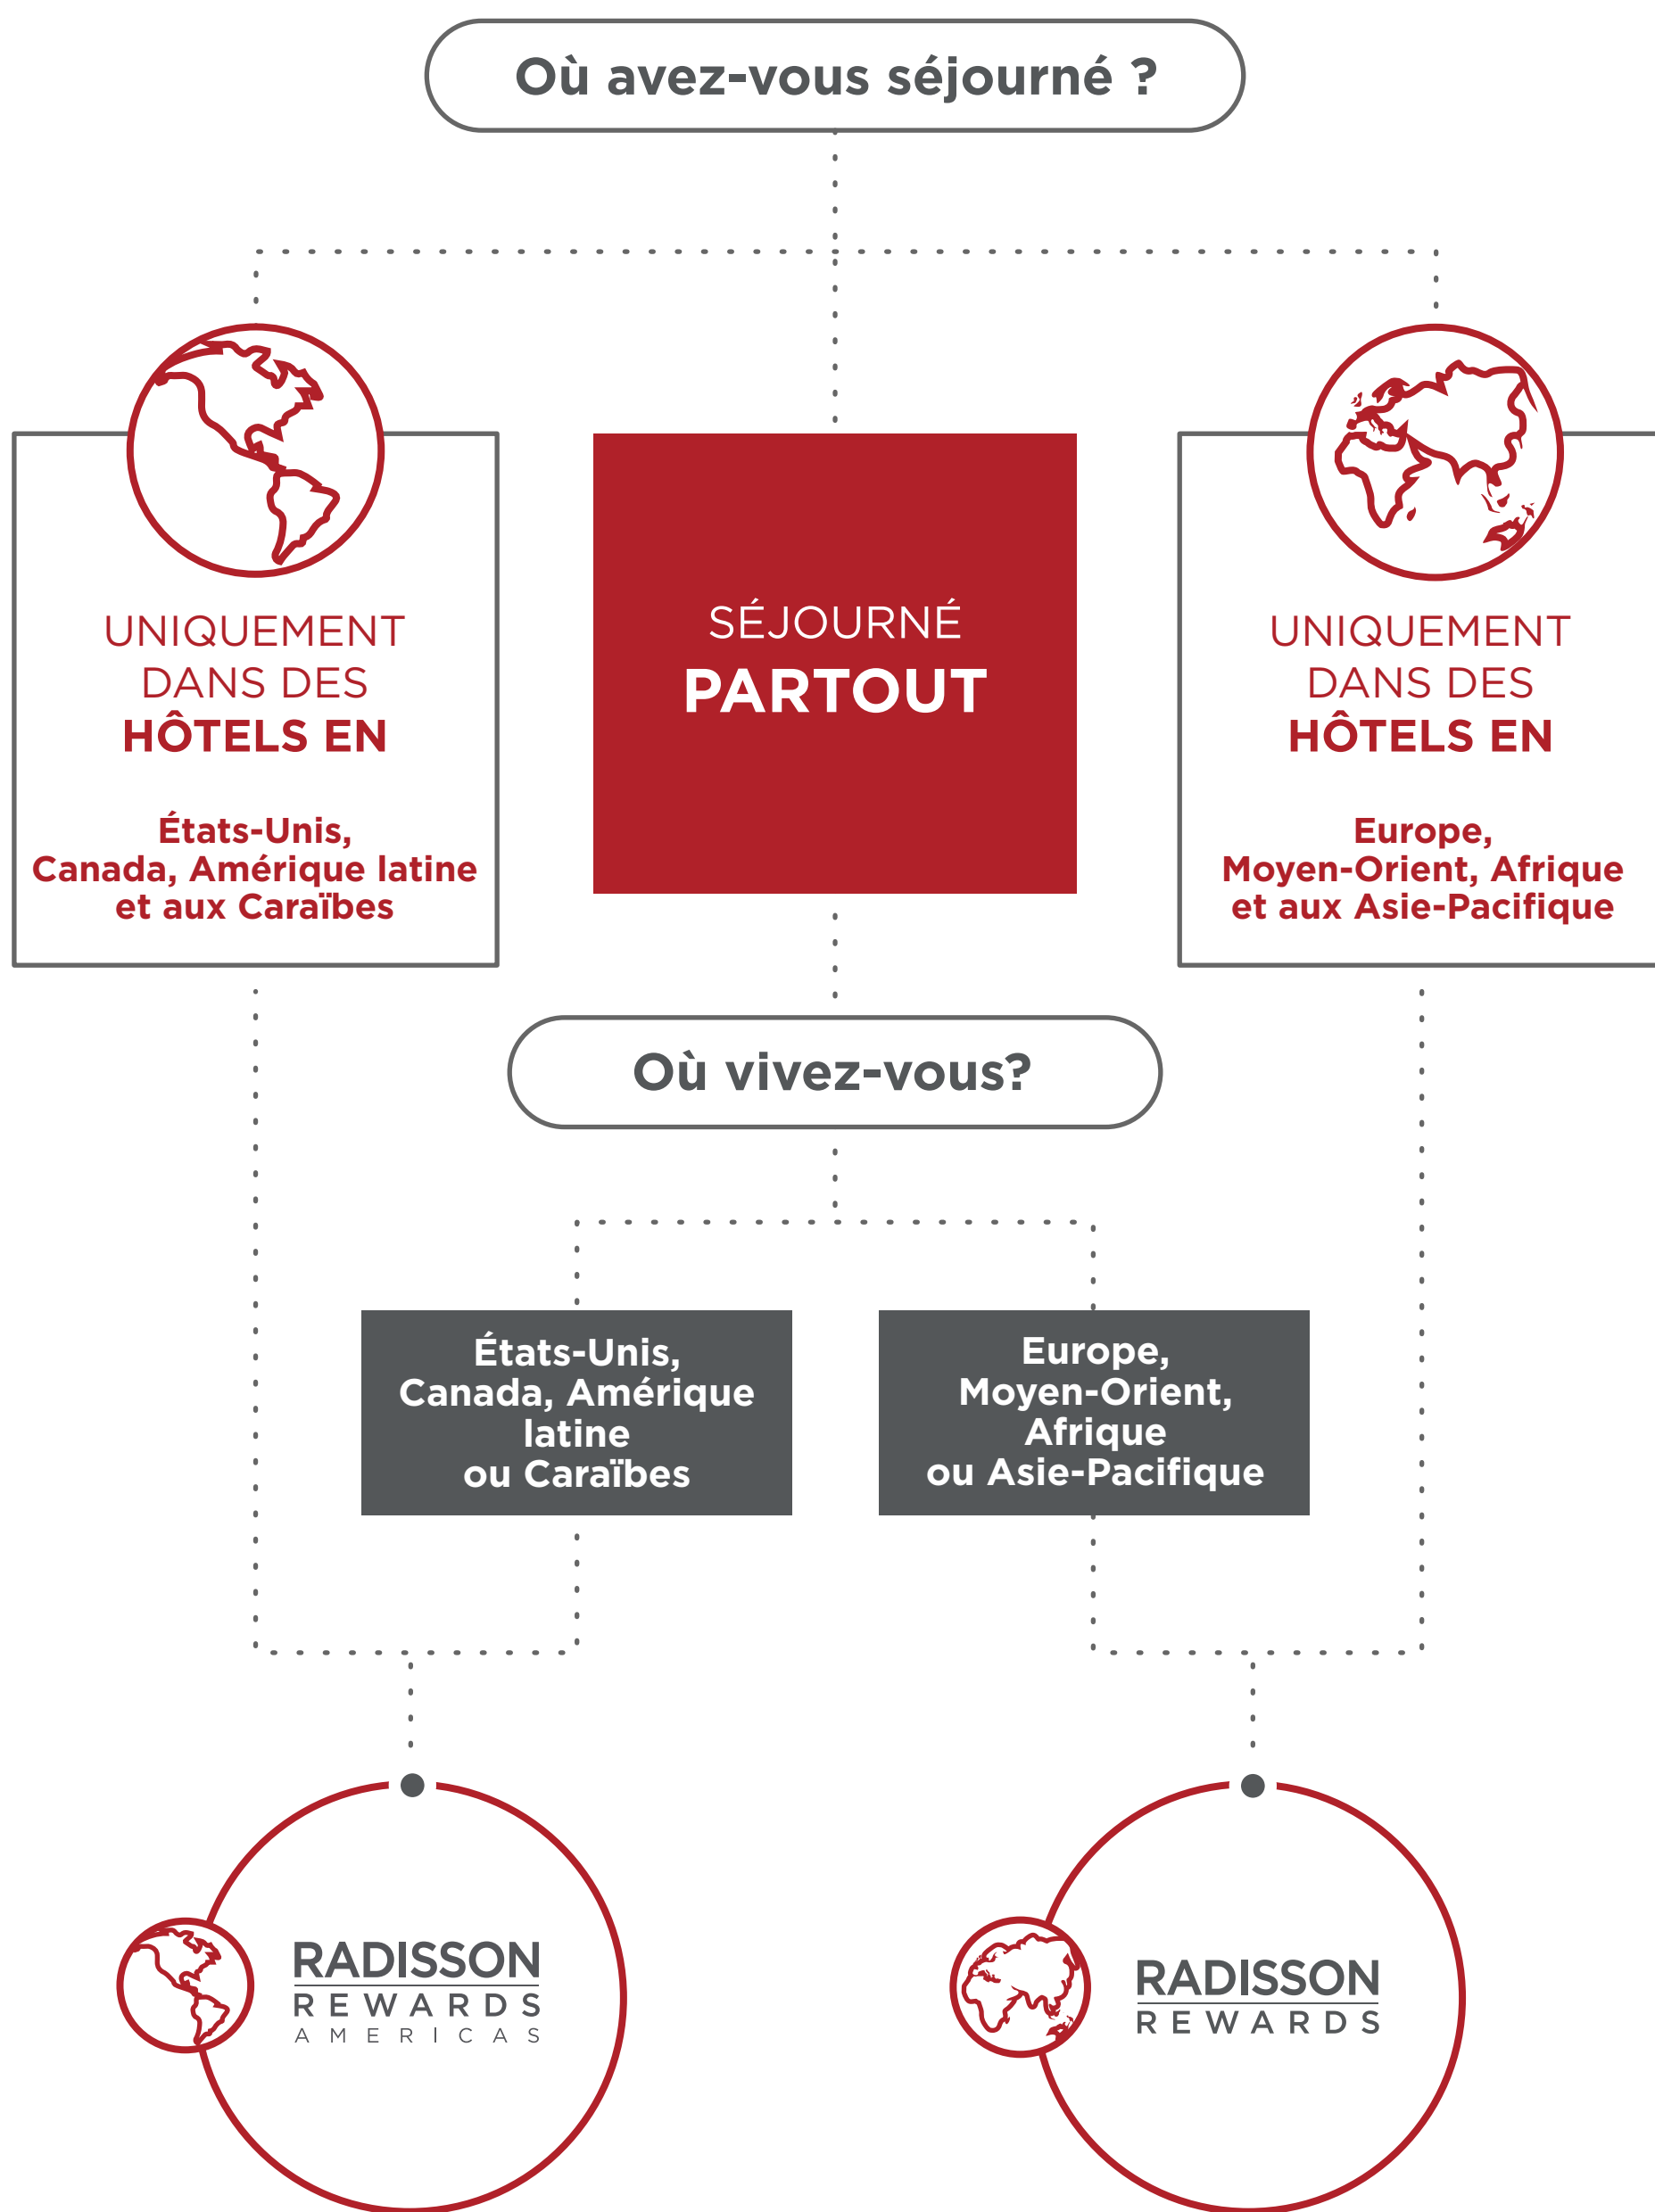 Où avez-vous séjourné ?
UNIQUEMENT
DANS DES
HÔTELS EN
États-Unis,
Canada, Amérique latine
et aux Caraïbes
SÉJOURNÉ
PARTOUT
UNIQUEMENT
DANS DES
HÔTELS EN
Europe,
Moyen-Orient, Afrique
et aux Asie-Pacifique
Où vivez-vous?
États-Unis,
Canada, Amérique
latine
ou Caraïbes
Europe,
Moyen-Orient,
Afrique
ou Asie-Pacifique
RADISSON
REWARDS
AMERICAS
RADISSON
REWARDS